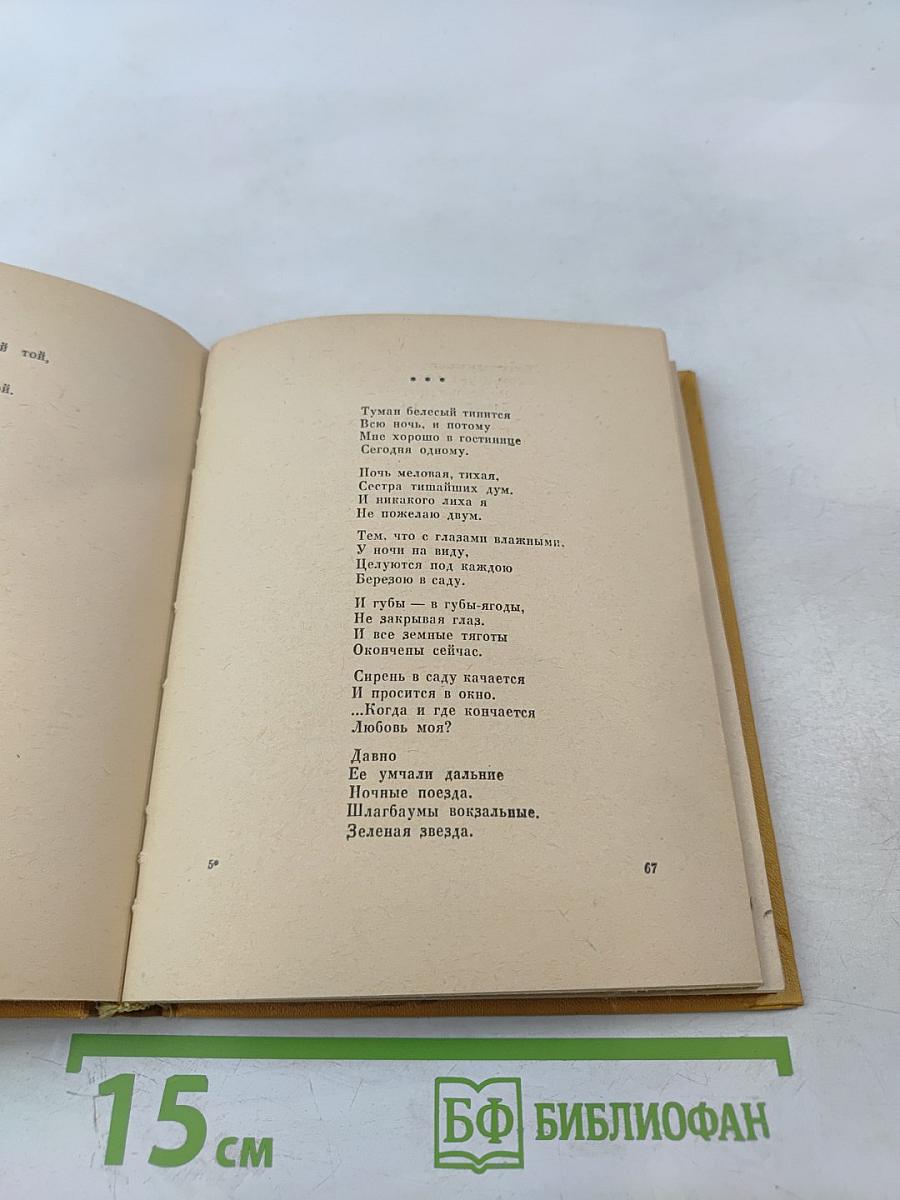 й той,
ой.
* * *
Туман белесый тинится
Всю ночь, и потому
Мне хорошо в гостинице
Сегодня одному.
Ночь меловая, тихая,
Сестра тишайших дум.
И никакого лиха я
Не пожелаю двум.
Тем, что с глазами влажными,
У ночи на виду,
Целуются под каждою
Березою в саду.
И губы — в губы-ягоды,
Не закрывая глаз.
И все земные тяготы
Окончены сейчас.
Сирень в саду качается
И просится в окно.
...Когда и где кончается
Любовь моя?
Давно
Ее умчали дальние
Ночные поезда.
Шлагбаумы вокзальные.
Зеленая звезда.
5*
67
15 см
БФ БИБЛИОФАН